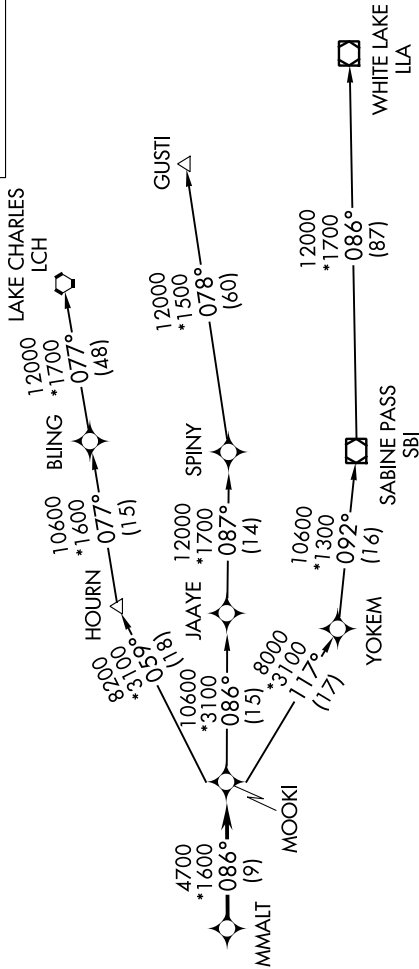 LAKE CHARLES
LCH
12000
*1700
077°
(48)
BLING
10600
*1600
077°
(15)
HOURN
8200
*3100
059°
(18)
GUSTI
12000
*1500
078°
(60)
SPINY
12000
*1700
087°
(14)
JAAYE
10600
*3100
086°
(15)
MOOKI
4700
*1600
086°
(9)
MMALT
8000
*3100
117°
(17)
YOKEM
10600
*1300
092°
(16)
SABINE PASS
SBI
12000
*1700
086°
(87)
WHITE LAKE
LLA